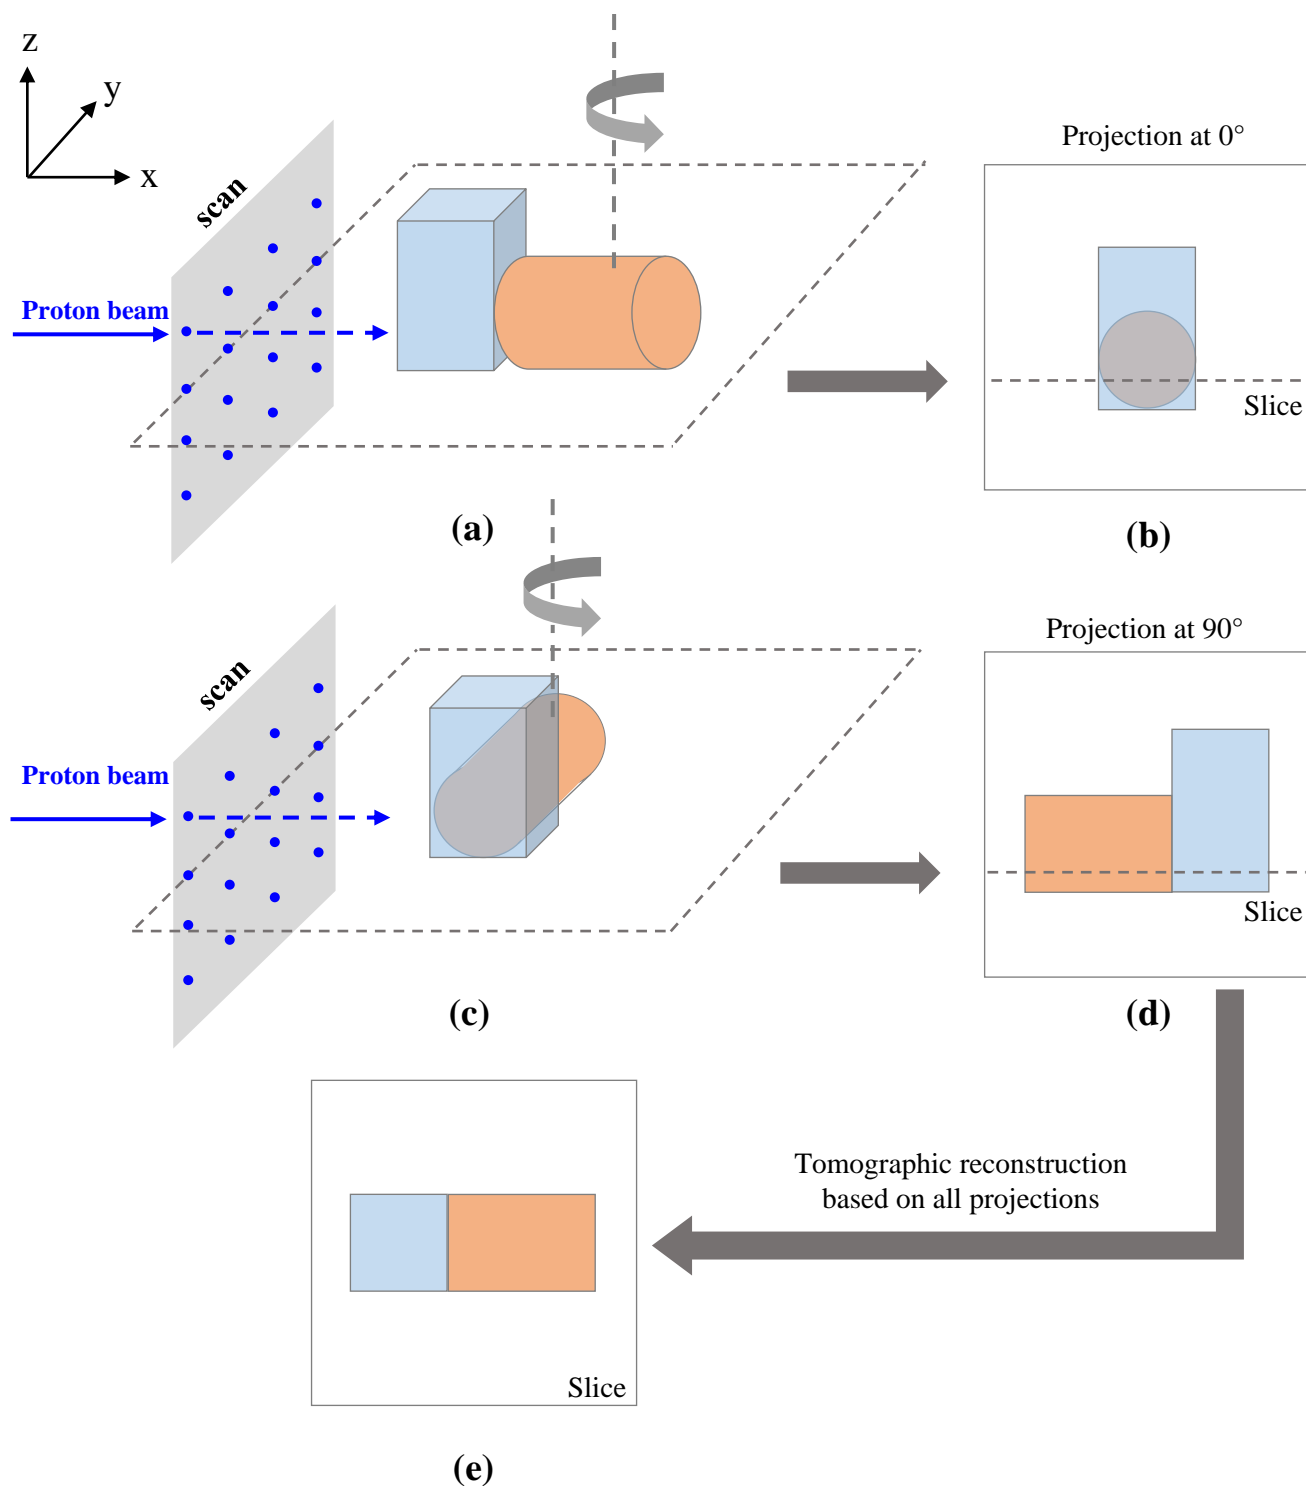 z
y
x
scan
Proton beam
(a)
Projection at 0°
Slice
(b)
scan
Proton beam
(c)
Projection at 90°
Slice
(d)
Tomographic reconstruction
based on all projections
Slice
(e)